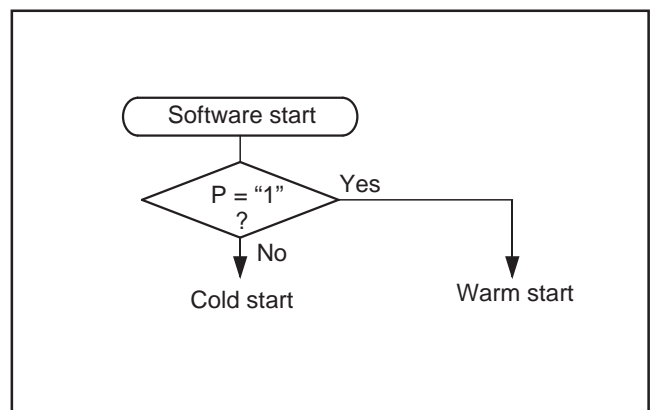 Software start
P = “1”
?
Yes
No
Cold start
Warm start